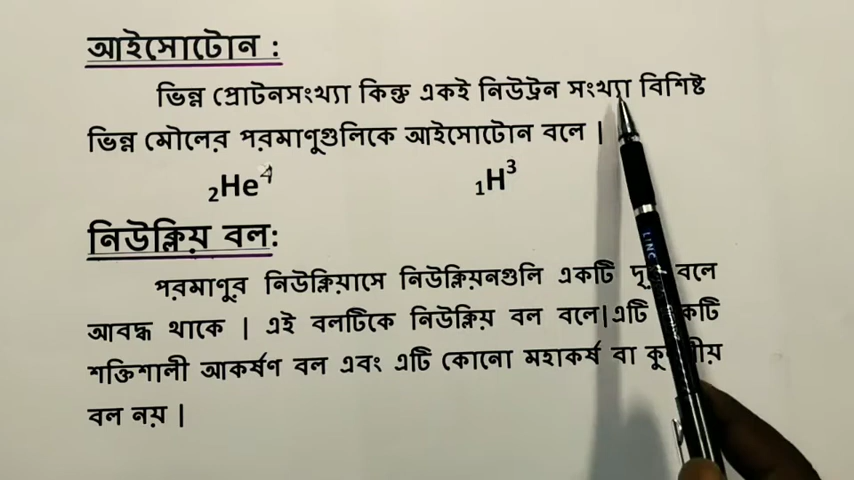 আইসোটোন :
ভিন্ন প্রোটনসংখ্যা কিন্তু একই নিউট্রন সংখ্যা বিশিষ্ট
ভিন্ন মৌলের পরমাণুগুলিকে আইসোটোন বলে |
₂He⁴ ₁H³
নিউক্লিয় বল:
পরমাণুর নিউক্লিয়াসে নিউক্লিয়নগুলি একটি বলে
আবদ্ধ থাকে | এই বলটিকে নিউক্লিয় বল বলে|এটি
শক্তিশালী আকর্ষণ বল এবং এটি কোনো মহাকর্ষ বা
বল নয় |
LINC